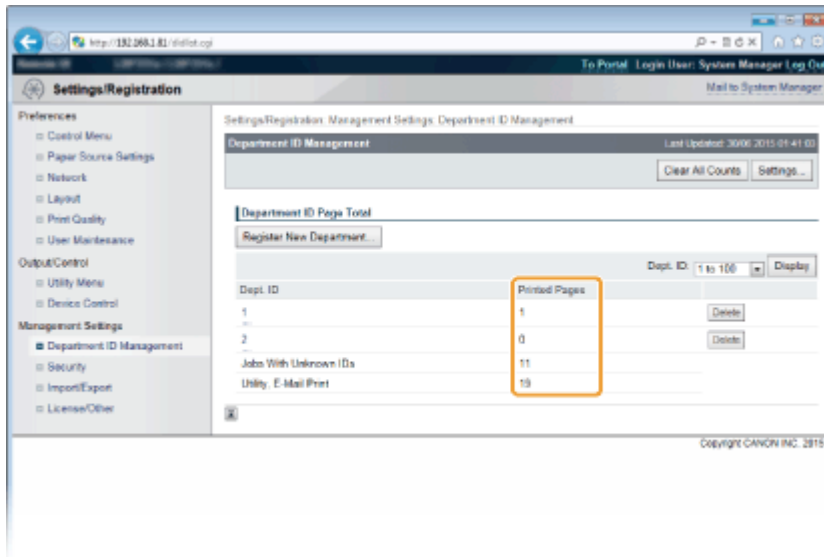 http://192.168.1.81/didlist.cgi
To Portal Login User: System Manager Log Ou
Settings/Registration
Mail to System Manager
Preferences
Control Menu
Paper Source Settings
Network
Layout
Print Quality
User Maintenance
Output/Control
Utility Menu
Device Control
Management Settings
Department ID Management
Security
Import/Export
License/Other
Settings/Registration: Management Settings: Department ID Management
Department ID Management
Last Updated: 30/06 2015 01:41:03
Clear All Counts
Settings...
Department ID Page Total
Register New Department...
Dept. ID: 1 to 100 Display
Dept. ID Printed Pages
1 1 Delete
2 0 Delete
Jobs With Unknown IDs 11
Utility, E-Mail Print 19
Copyright CANON INC. 2015